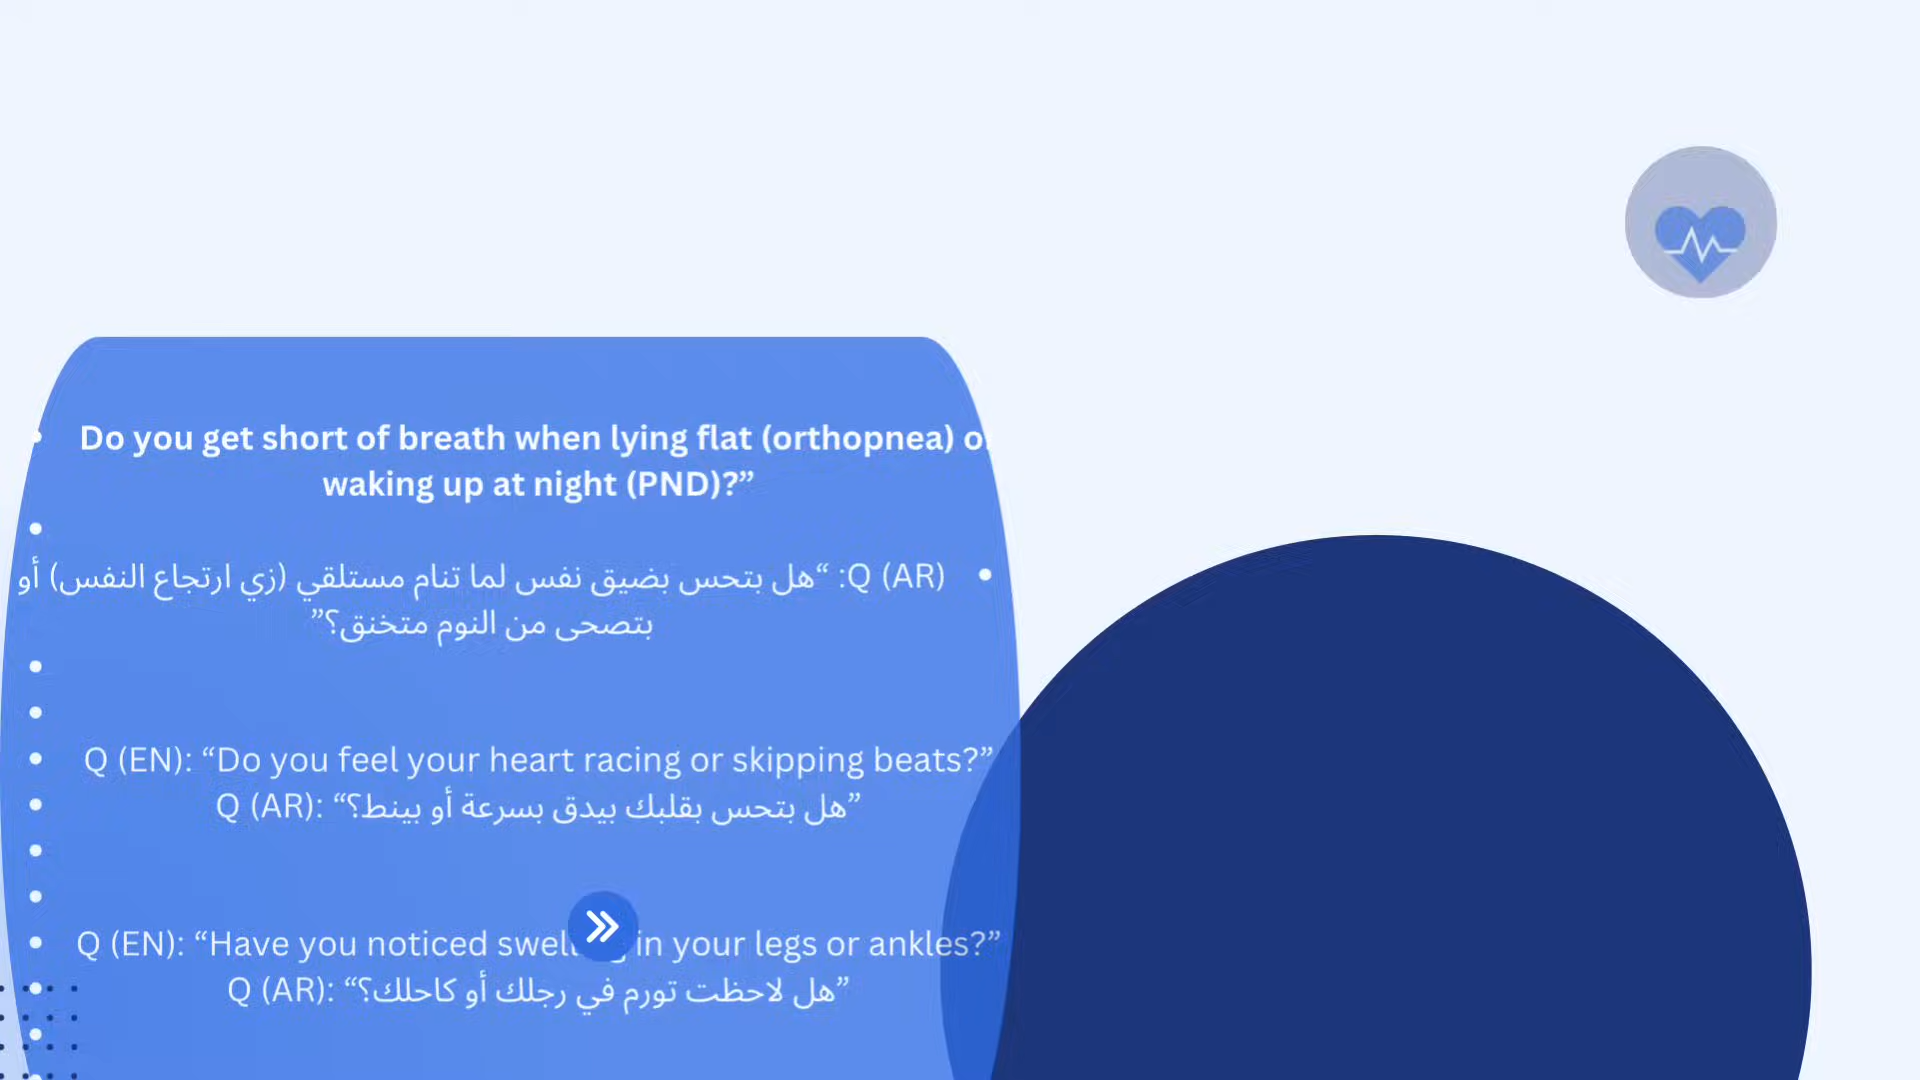 • Do you get short of breath when lying flat (orthopnea) or
waking up at night (PND)?”
• Q (AR): “هل بتحس بضيق نفس لما تنام مستلقي (زي ارتجاع النفس) أو
بتصحى من النوم متخنق؟”
• Q (EN): “Do you feel your heart racing or skipping beats?”
• Q (AR): “هل بتحس بقلبك بيدق بسرعة أو بينط؟”
• Q (EN): “Have you noticed swelling in your legs or ankles?”
Q (AR): “هل لاحظت تورم في رجلك أو كاحلك؟”